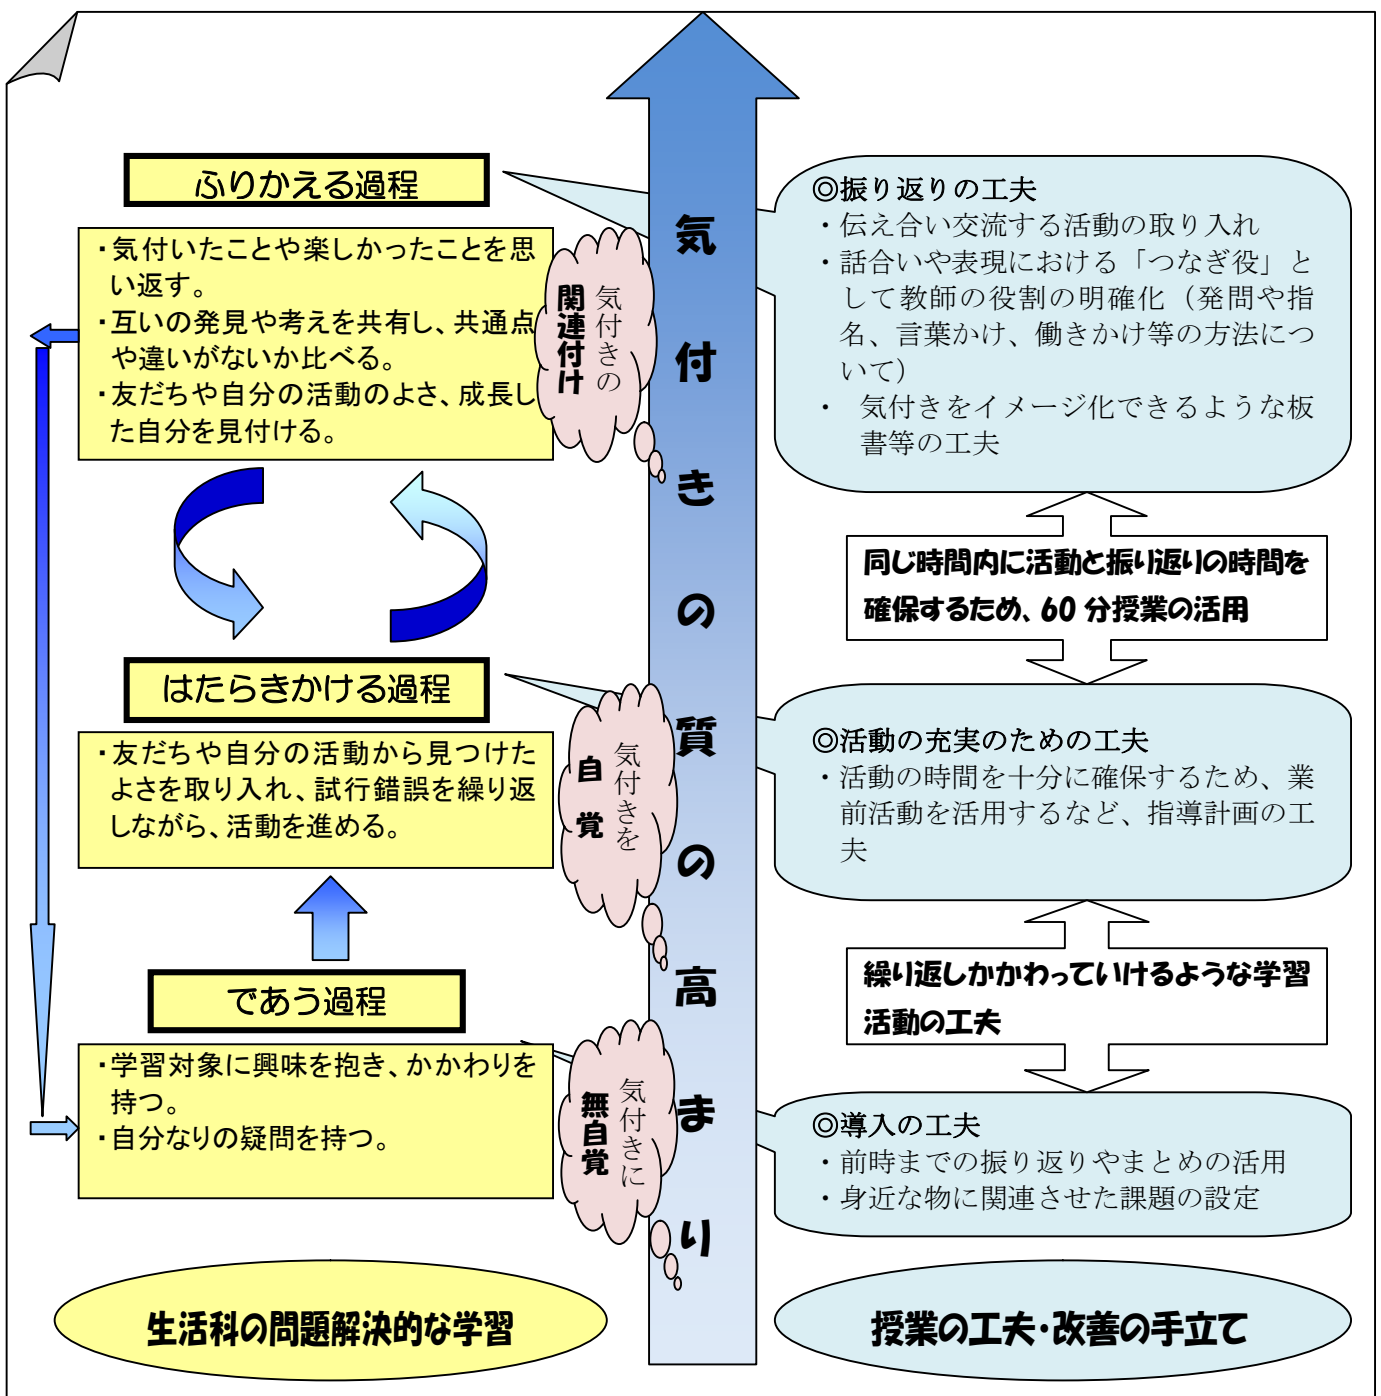 ふりかえる過程
・気付いたことや楽しかったことを思
い返す。
・互いの発見や考えを共有し、共通点
や違いがないか比べる。
・友だちや自分の活動のよさ、成長し
た自分を見付ける。
気付きの
関連付け
はたらきかける過程
・友だちや自分の活動から見つけた
よさを取り入れ、試行錯誤を繰り返
しながら、活動を進める。
気付きを
自覚
であう過程
・学習対象に興味を抱き、かかわりを
持つ。
・自分なりの疑問を持つ。
気付きに
無自覚
生活科の問題解決的な学習
気付きの質の高まり
◎振り返りの工夫
・伝え合い交流する活動の取り入れ
・話合いや表現における「つなぎ役」と
して教師の役割の明確化（発問や指
名、言葉かけ、働きかけ等の方法につ
いて）
・　気付きをイメージ化できるような板
書等の工夫
同じ時間内に活動と振り返りの時間を
確保するため、60 分授業の活用
◎活動の充実のための工夫
・活動の時間を十分に確保するため、業
前活動を活用するなど、指導計画の工
夫
繰り返しかかわっていけるような学習
活動の工夫
◎導入の工夫
・前時までの振り返りやまとめの活用
・身近な物に関連させた課題の設定
授業の工夫・改善の手立て